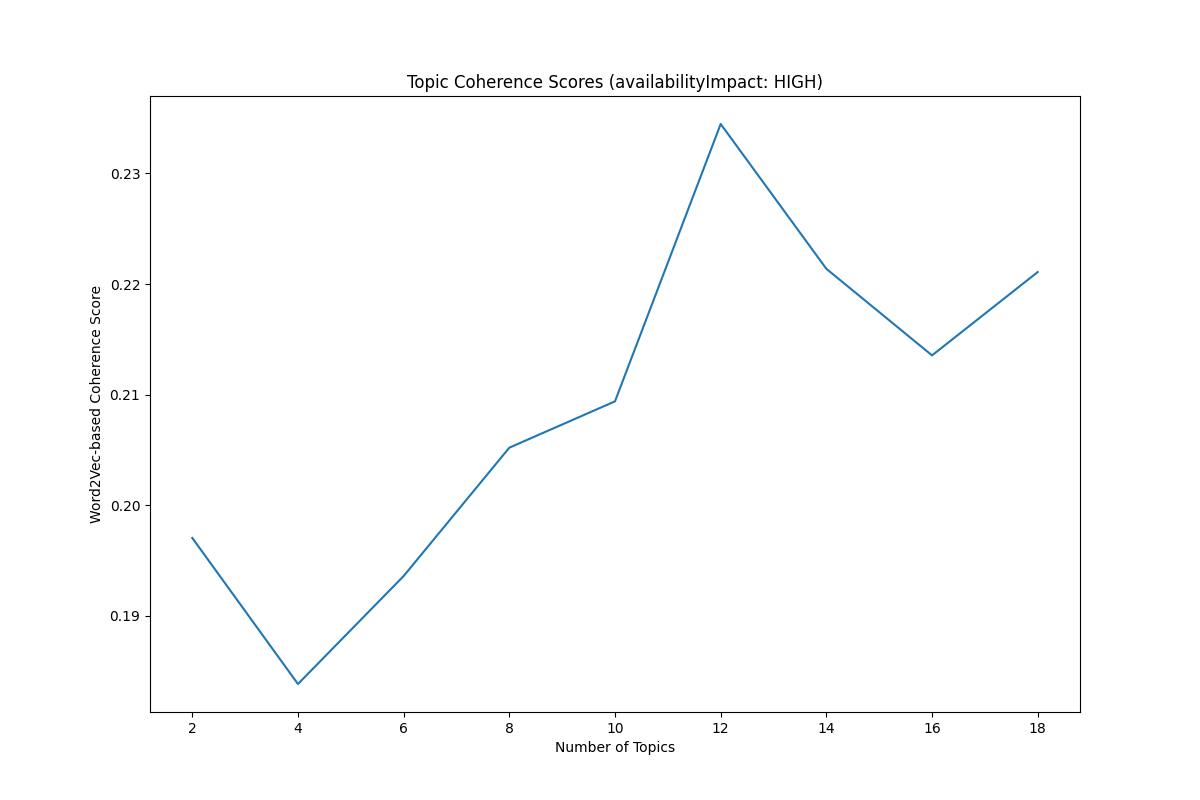 Topic Coherence Scores (availabilityImpact: HIGH)
Word2Vec-based Coherence Score
0.23
0.22
0.21
0.20
0.19
2 4 6 8 10 12 14 16 18
Number of Topics